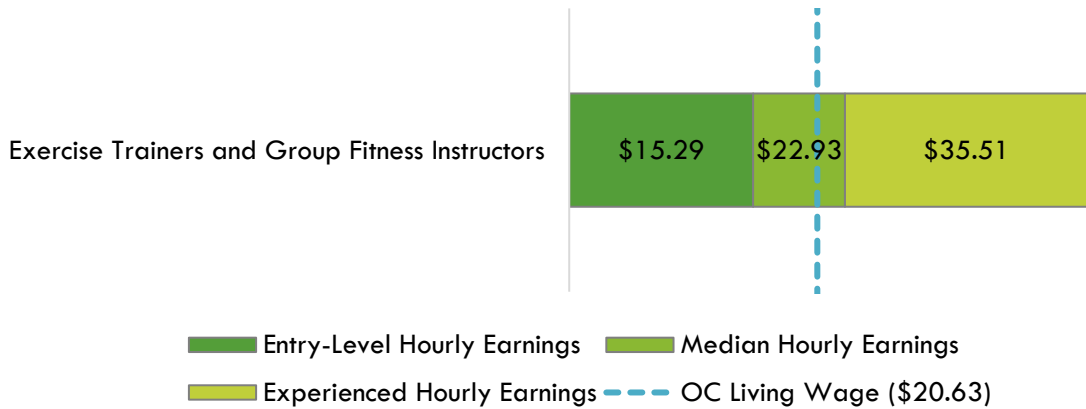 Exercise Trainers and Group Fitness Instructors $15.29 $22.93 $35.51
Entry-Level Hourly Earnings Median Hourly Earnings
Experienced Hourly Earnings OC Living Wage ($20.63)